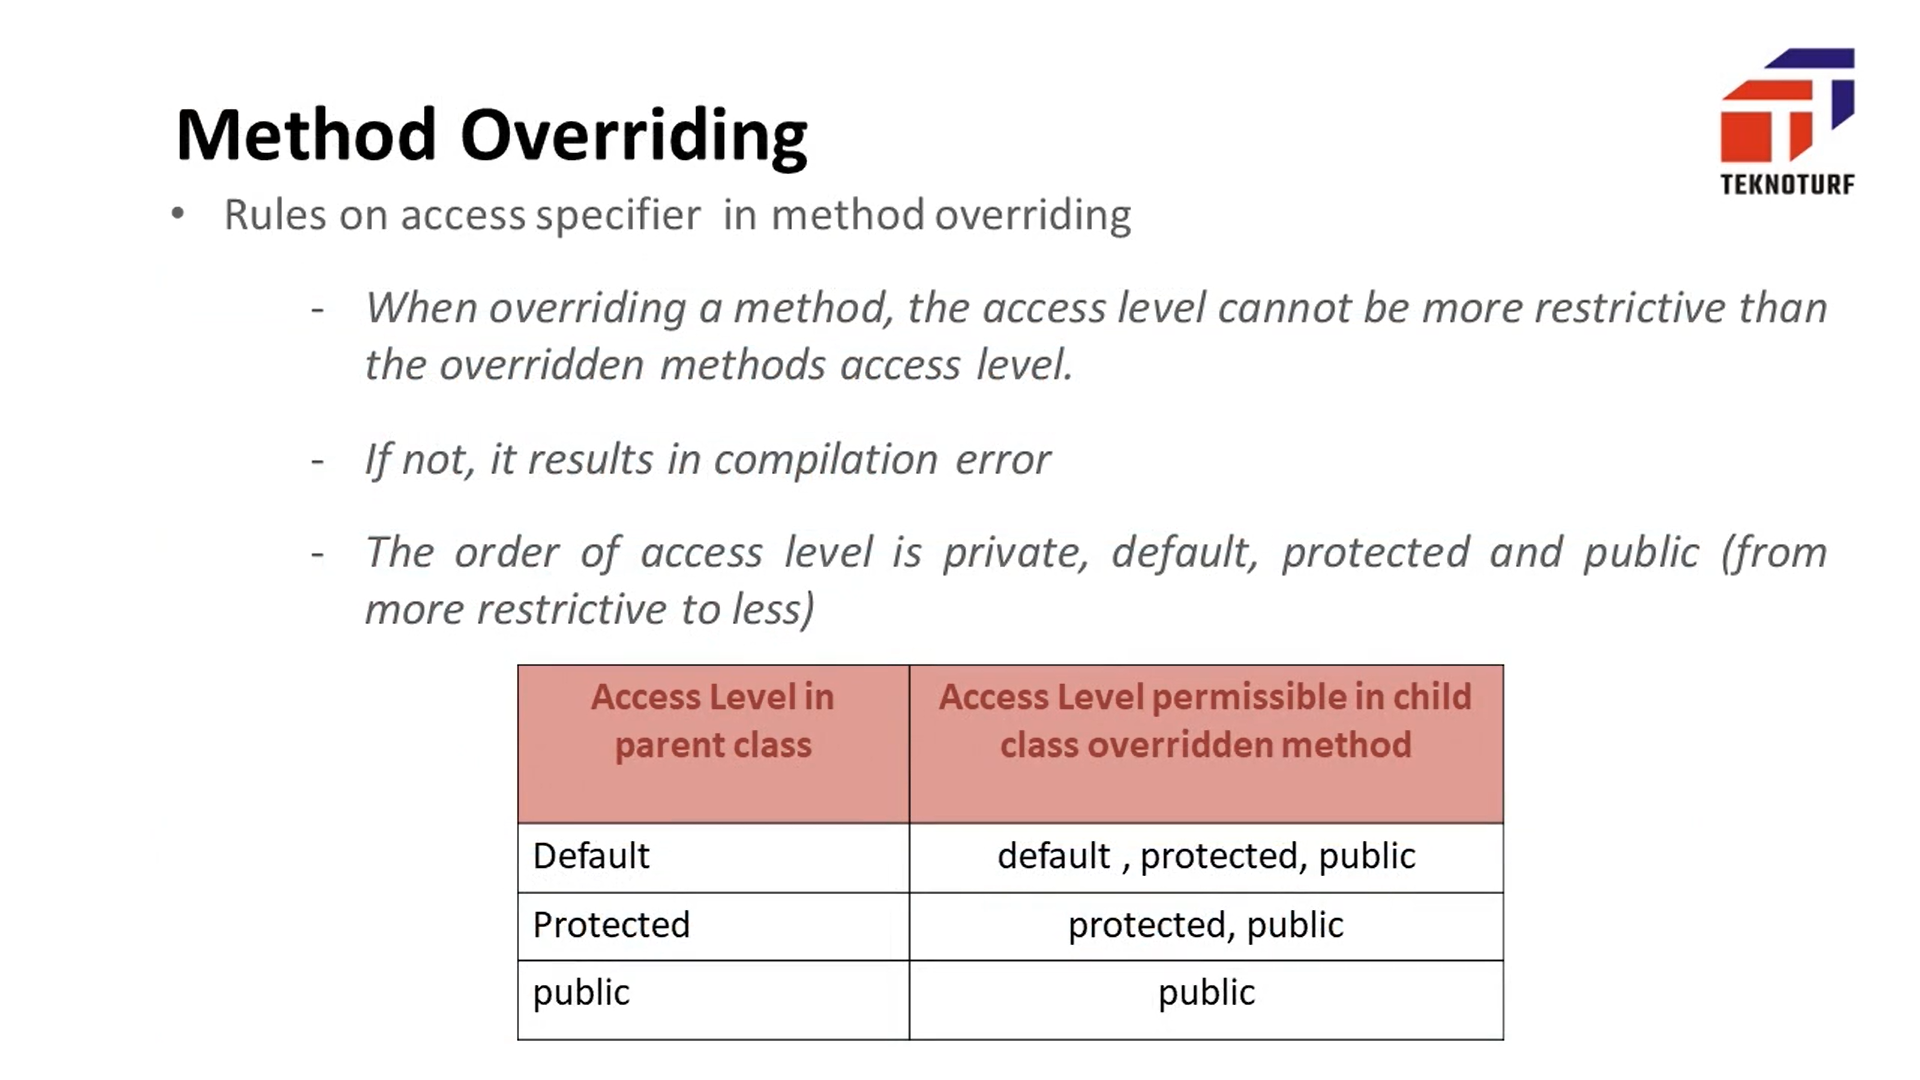 TEKNOTURF
Method Overriding
• Rules on access specifier in method overriding
- When overriding a method, the access level cannot be more restrictive than
the overridden methods access level.
- If not, it results in compilation error
- The order of access level is private, default, protected and public (from
more restrictive to less)
Access Level in
parent class
Access Level permissible in child
class overridden method
Default
default , protected, public
Protected
protected, public
public
public